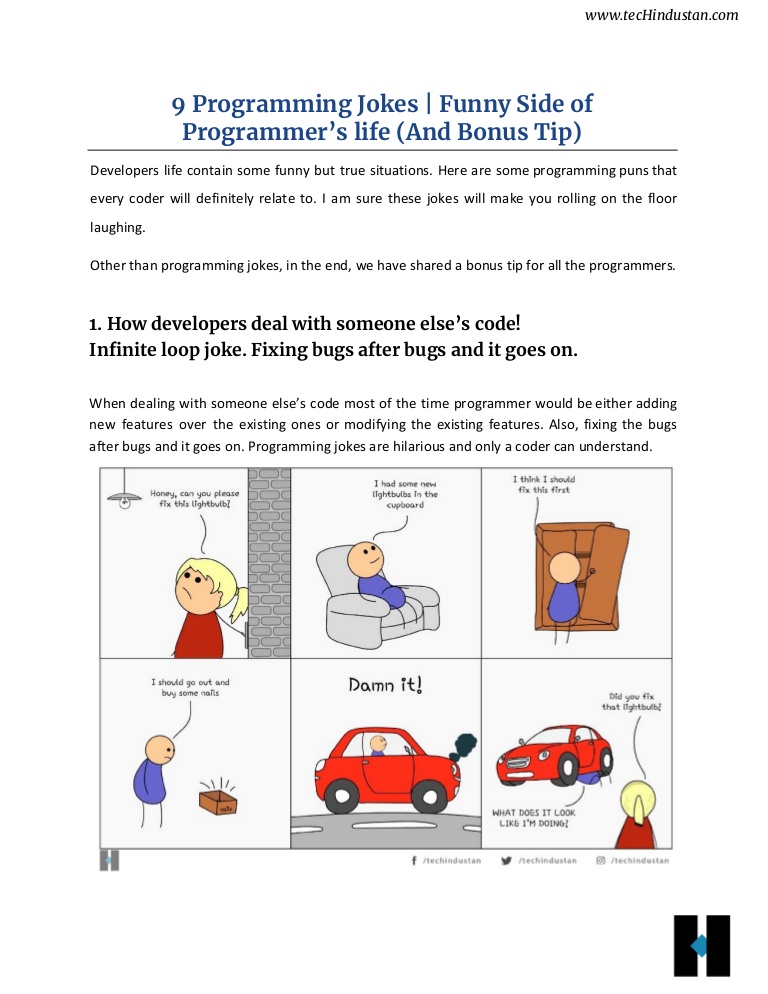 www.tecHindustan.com
9 Programming Jokes | Funny Side of
Programmer's life (And Bonus Tip)
Developers life contain some funny but true situations. Here are some programming puns that
every coder will definitely relate to. I am sure these jokes will make you rolling on the floor
laughing.
Other than programming jokes, in the end, we have shared a bonus tip for all the programmers.
1. How developers deal with someone else's code!
Infinite loop joke. Fixing bugs after bugs and it goes on.
When dealing with someone else's code most of the time programmer would be either adding
new features over the existing ones or modifying the existing features. Also, fixing the bugs
after bugs and it goes on. Programming jokes are hilarious and only a coder can understand.
Honey, can you please
fix this lightbulb?
I had some new
lightbulbs in the
cupboard
I think I should
fix this first
I should go out and
buy some nails
nails
Damn it!
Did you fix
that lightbulb?
WHAT DOES IT LOOK
LIKE I'M DOING?
/techindustan
/techindustan
/techindustan